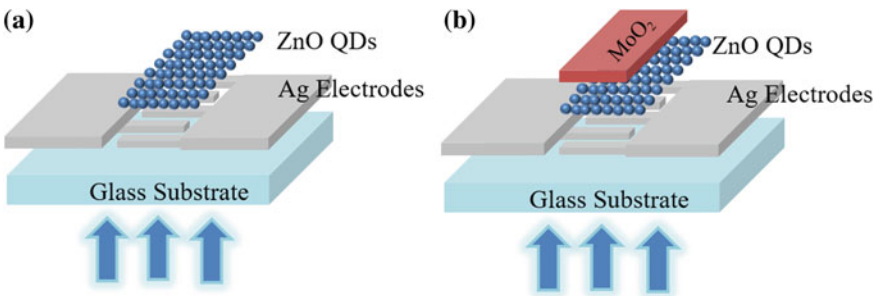 (a)
ZnO QDs
Ag Electrodes
Glass Substrate
(b)
MoO2
ZnO QDs
Ag Electrodes
Glass Substrate